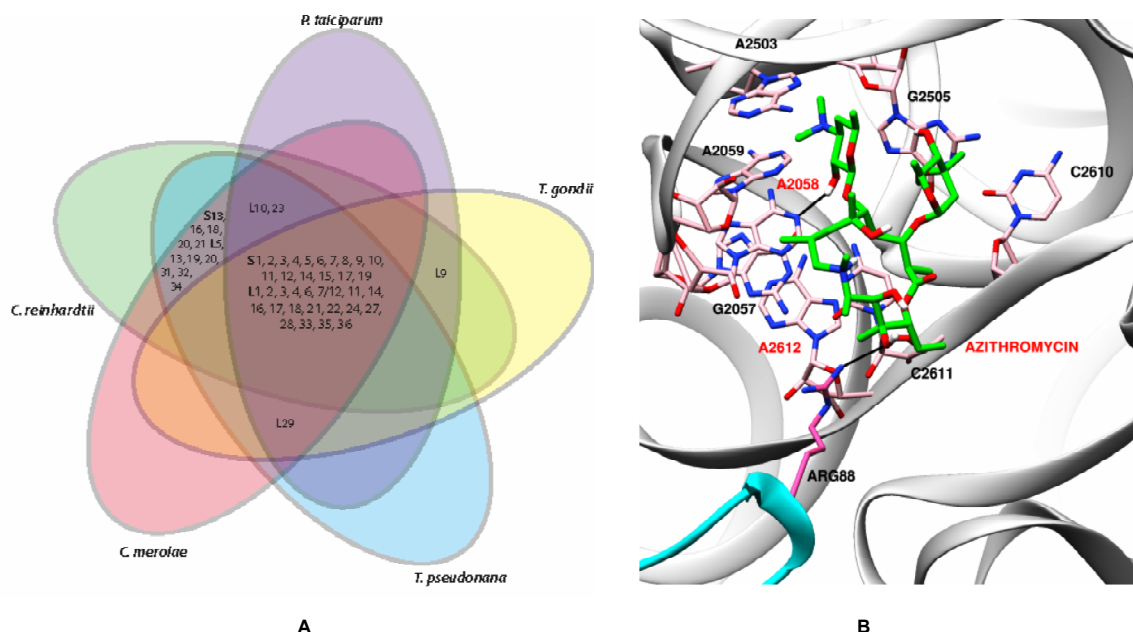 P. falciparum
T. gondii
C. reinhardtii
C. merolae
T. pseudonana
S13,
16, 18,
20, 21 L5,
13, 19, 20,
31, 32,
34
L10, 23
S1, 2, 3, 4, 5, 6, 7, 8, 9, 10,
11, 12, 14, 15, 17, 19
L1, 2, 3, 4, 6, 7/12, 11, 14,
16, 17, 18, 21, 22, 24, 27,
28, 33, 35, 36
L9
L29
A
A2503
G2505
A2059
A2058
C2610
G2057
A2612
AZITHROMYCIN
C2611
ARG88
B